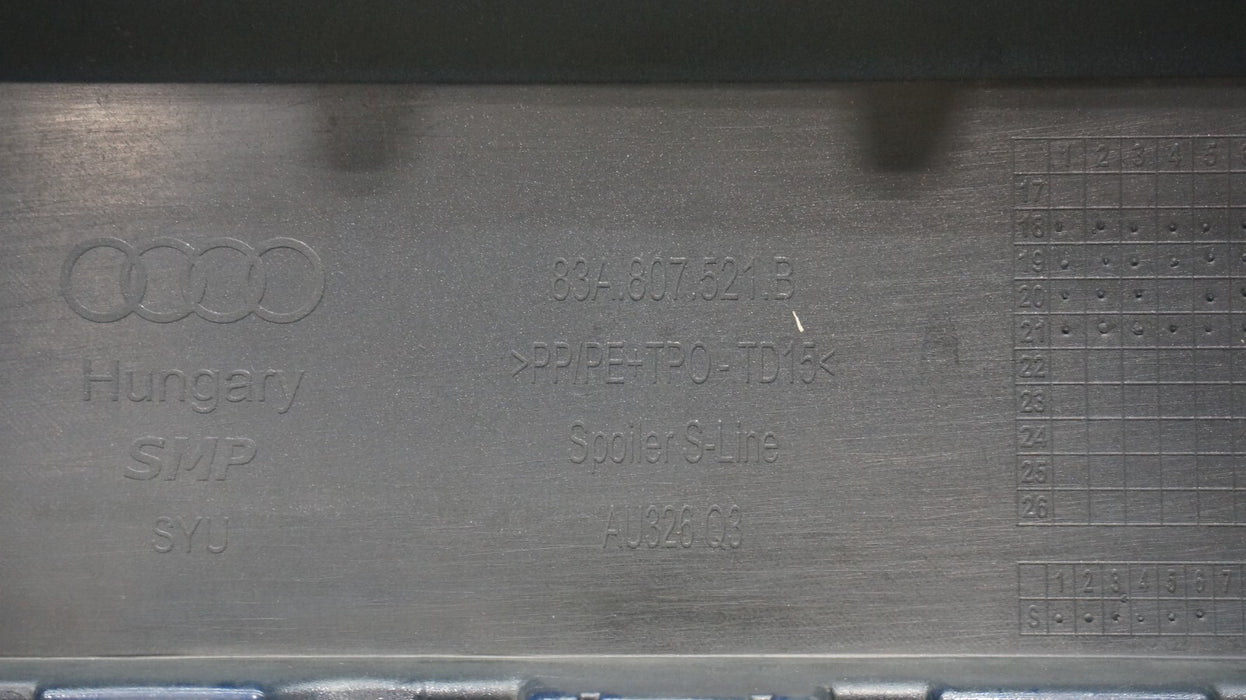 83A.807.521.B
>PP/PE+TPO-TD15<
Spoiler S-Line
AU326 Q3
Hungary
SMP
SYU
1 2 3 4 5
17
18
19
20
21
22
23
24
25
26
1 2 3 4 5 6 7
S